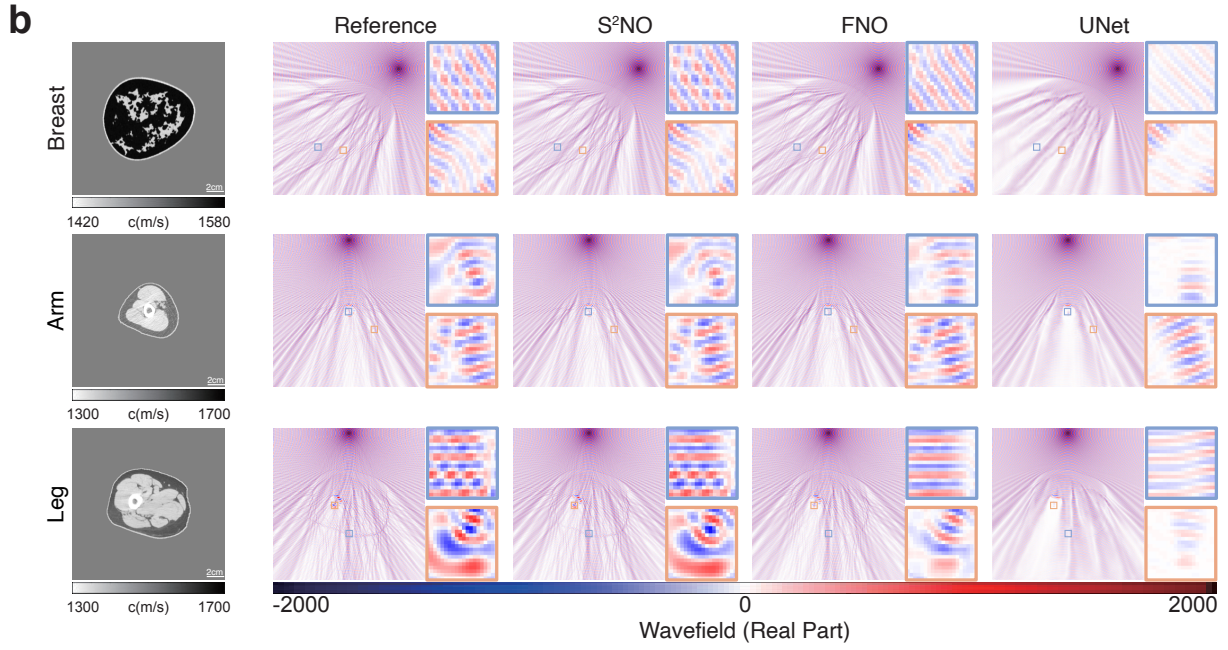 b
Reference S²NO FNO UNet
Breast
2cm
1420 c(m/s) 1580
Arm
2cm
1300 c(m/s) 1700
Leg
2cm
1300 c(m/s) 1700
-2000 0 2000
Wavefield (Real Part)